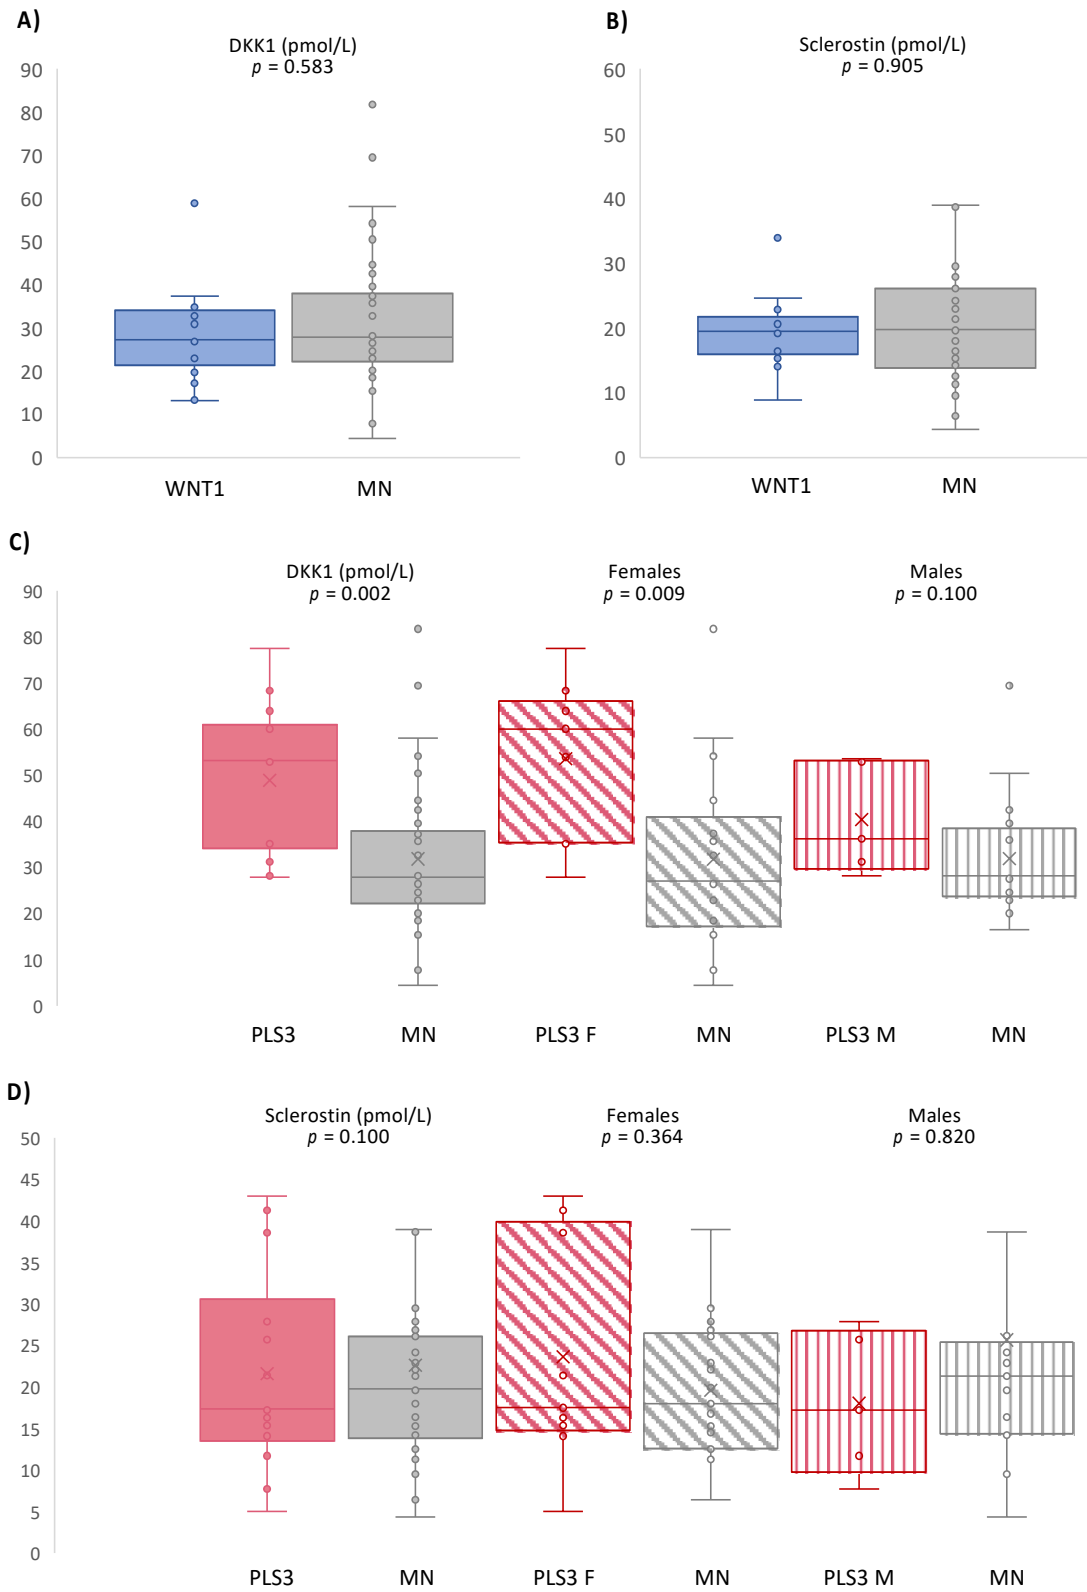 A)
DKK1 (pmol/L)
p = 0.583
90
80
70
60
50
40
30
20
10
0
WNT1 MN
B)
Sclerostin (pmol/L)
p = 0.905
60
50
40
30
20
10
0
WNT1 MN
C)
DKK1 (pmol/L) Females Males
p = 0.002 p = 0.009 p = 0.100
90
80
70
60
50
40
30
20
10
0
PLS3 MN PLS3 F MN PLS3 M MN
D)
Sclerostin (pmol/L) Females Males
p = 0.100 p = 0.364 p = 0.820
50
45
40
35
30
25
20
15
10
5
0
PLS3 MN PLS3 F MN PLS3 M MN